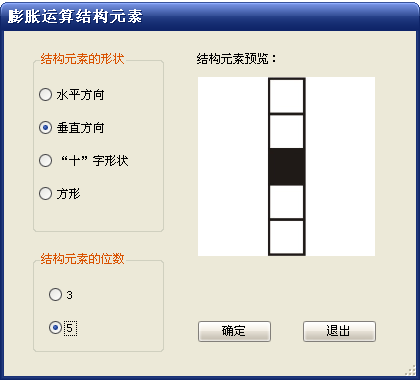 膨胀运算结构元素
结构元素的形状
水平方向
垂直方向
“十”字形状
方形
结构元素的位数
3
5
结构元素预览：
确定
退出